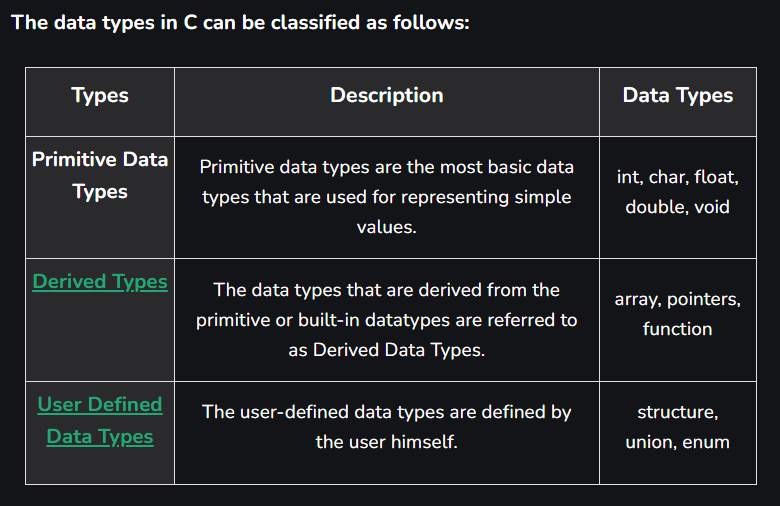 The data types in C can be classified as follows:
Types
Description
Data Types
Primitive Data
Types
Primitive data types are the most basic data
types that are used for representing simple
values.
int, char, float,
double, void
Derived Types
The data types that are derived from the
primitive or built-in datatypes are referred to
as Derived Data Types.
array, pointers,
function
User Defined
Data Types
The user-defined data types are defined by
the user himself.
structure,
union, enum